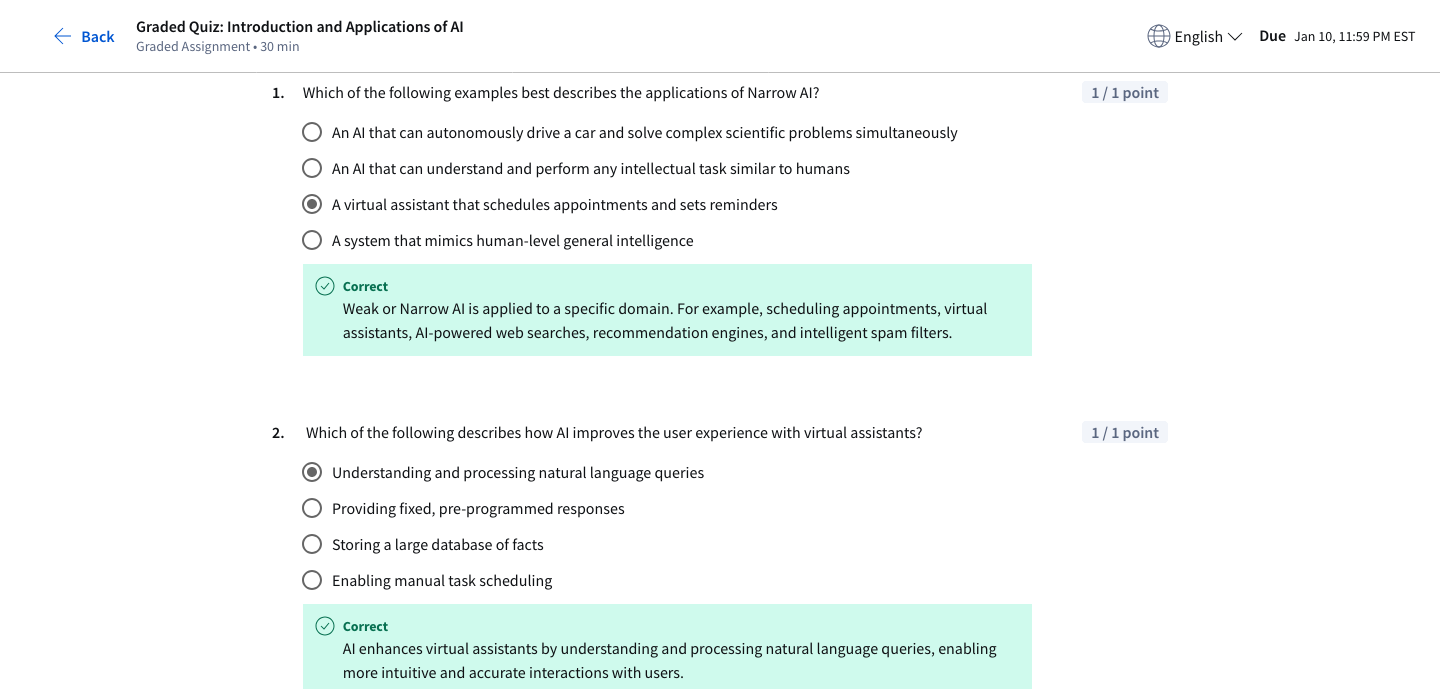 Back
Graded Quiz: Introduction and Applications of AI
Graded Assignment • 30 min
English
Due Jan 10, 11:59 PM EST
1. Which of the following examples best describes the applications of Narrow AI?
1 / 1 point
An AI that can autonomously drive a car and solve complex scientific problems simultaneously
An AI that can understand and perform any intellectual task similar to humans
A virtual assistant that schedules appointments and sets reminders
A system that mimics human-level general intelligence
Correct
Weak or Narrow AI is applied to a specific domain. For example, scheduling appointments, virtual
assistants, AI-powered web searches, recommendation engines, and intelligent spam filters.
2. Which of the following describes how AI improves the user experience with virtual assistants?
1 / 1 point
Understanding and processing natural language queries
Providing fixed, pre-programmed responses
Storing a large database of facts
Enabling manual task scheduling
Correct
AI enhances virtual assistants by understanding and processing natural language queries, enabling
more intuitive and accurate interactions with users.